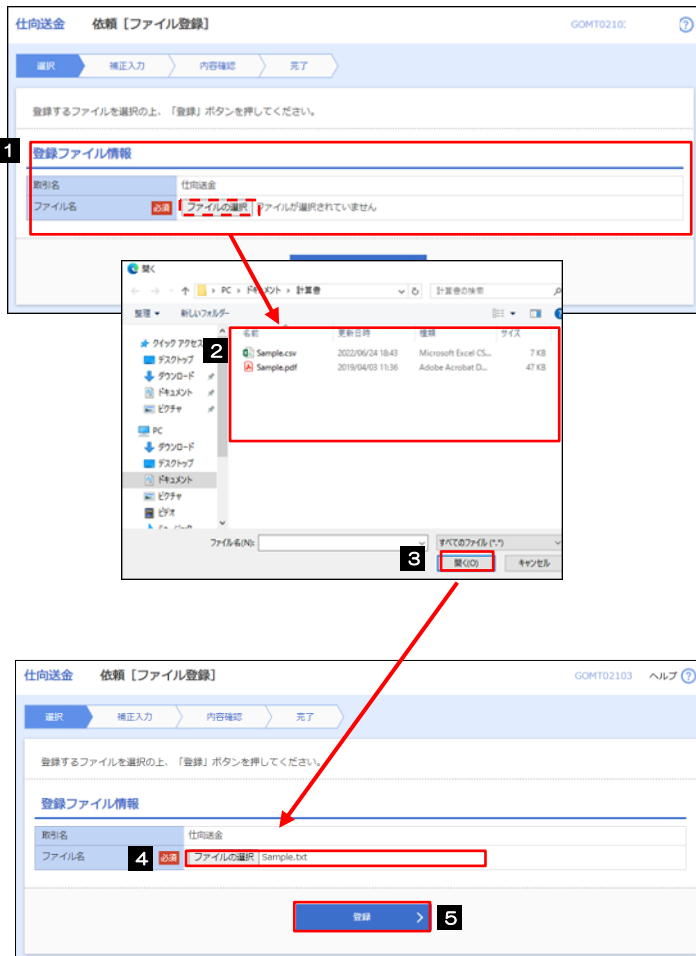 仕向送金 依頼［ファイル登録］ GOMT02103
選択 補正入力 内容確認 完了
登録するファイルを選択の上、「登録」ボタンを押してください。
1
登録ファイル情報
取引名 仕向送金
ファイル名 必須 ファイルの選択 ファイルが選択されていません
開く
PC › ドキュメント › 計算書 計算書の検索
整理 新しいフォルダー
名前 更新日時 種類 サイズ
2
クイック アクセス
Sample.csv 2022/06/24 18:43 Microsoft Excel CS... 7 KB
デスクトップ
Sample.pdf 2019/04/03 11:36 Adobe Acrobat D... 47 KB
ダウンロード
ドキュメント
ピクチャ
PC
ダウンロード
デスクトップ
ドキュメント
ピクチャ
ビデオ
ファイル名(N): すべてのファイル (*.*)
3
開く(O) キャンセル
仕向送金 依頼［ファイル登録］ GOMT02103 ヘルプ ?
選択 補正入力 内容確認 完了
登録するファイルを選択の上、「登録」ボタンを押してください。
登録ファイル情報
取引名 仕向送金
ファイル名 4 必須 ファイルの選択 Sample.txt
登録 5